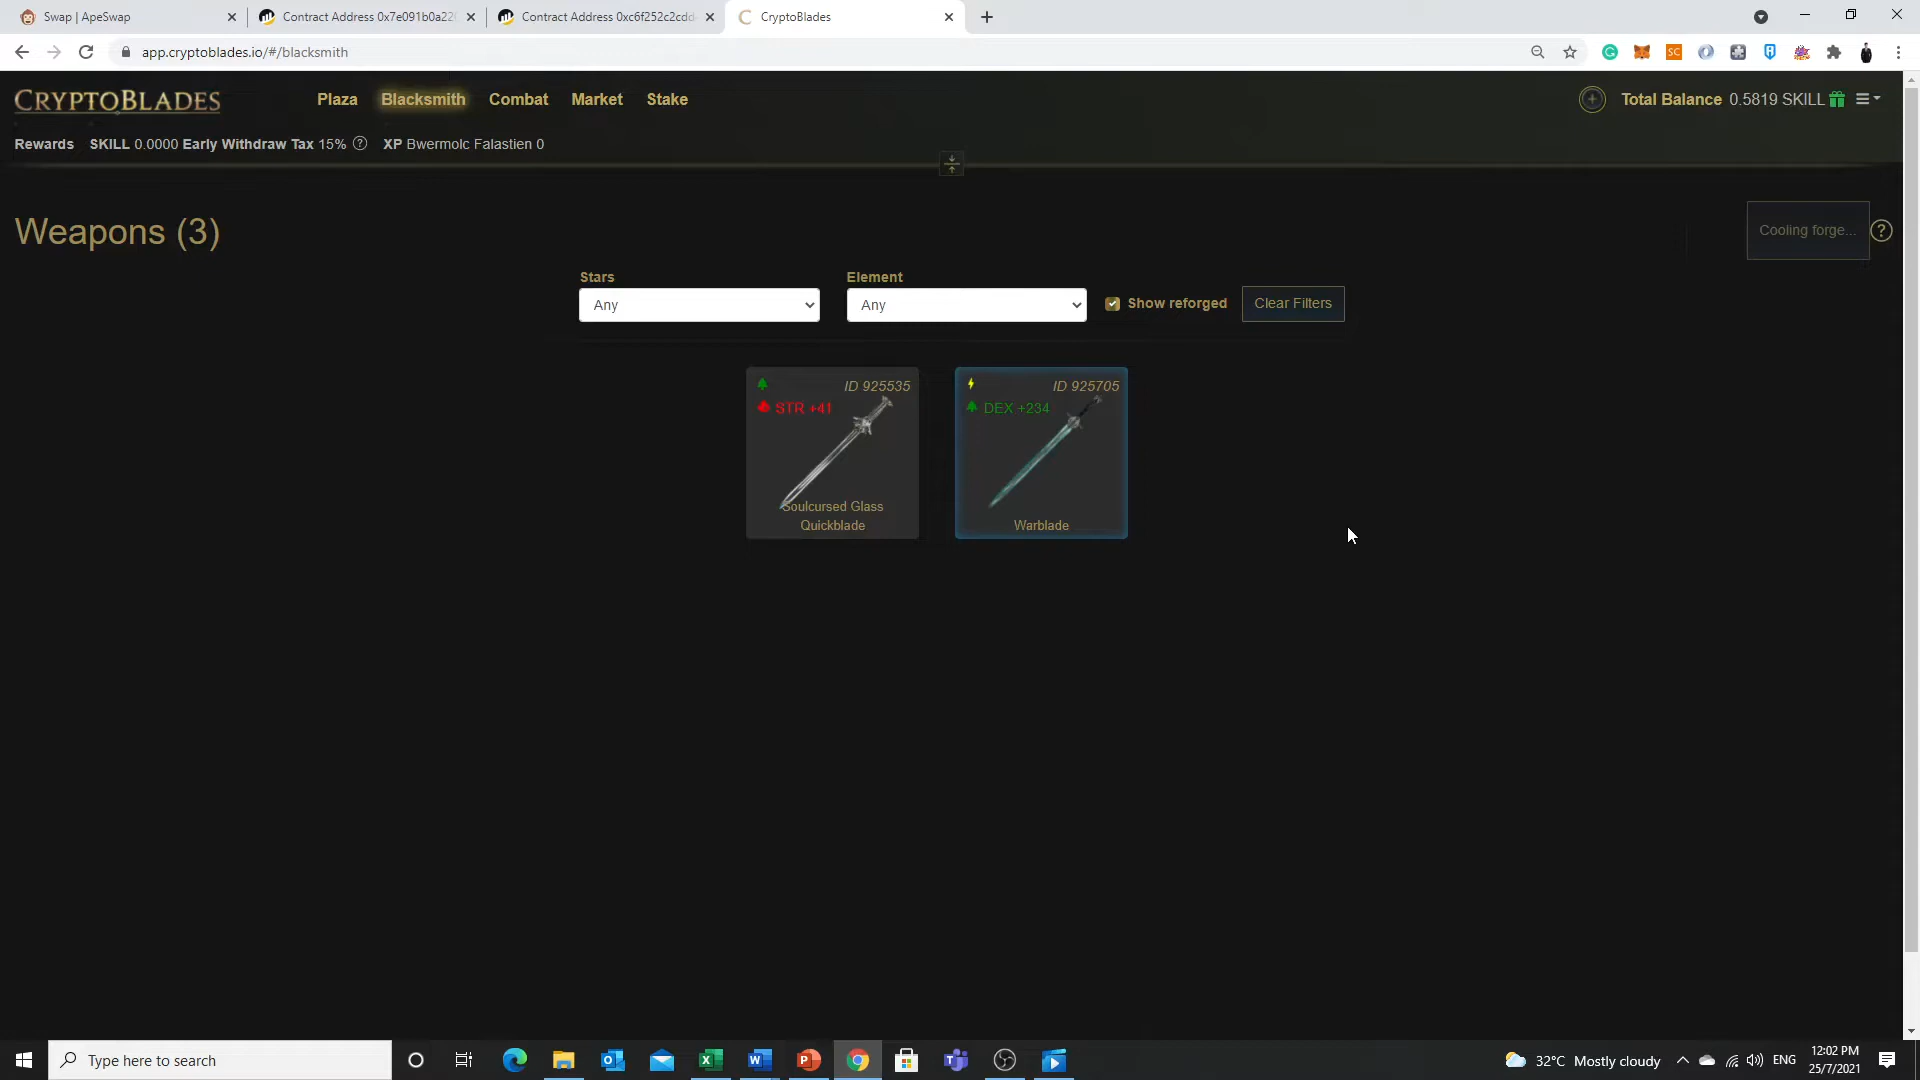 Swap | ApeSwap
Contract Address 0x7e091b0a22
Contract Address 0xc6f252c2cdd
CryptoBlades
app.cryptoblades.io/#/blacksmith
CRYPTOBLADES
Plaza Blacksmith Combat Market Stake
Total Balance 0.5819 SKILL
Rewards SKILL 0.0000 Early Withdraw Tax 15% ? XP Bwermolc Falastien 0
Weapons (3)
Cooling forge... ?
Stars
Any
Element
Any
Show reforged
Clear Filters
ID 925535
STR +41
Soulcursed Glass
Quickblade
ID 925705
DEX +234
Warblade
Type here to search
32°C Mostly cloudy
ENG
12:02 PM
25/7/2021